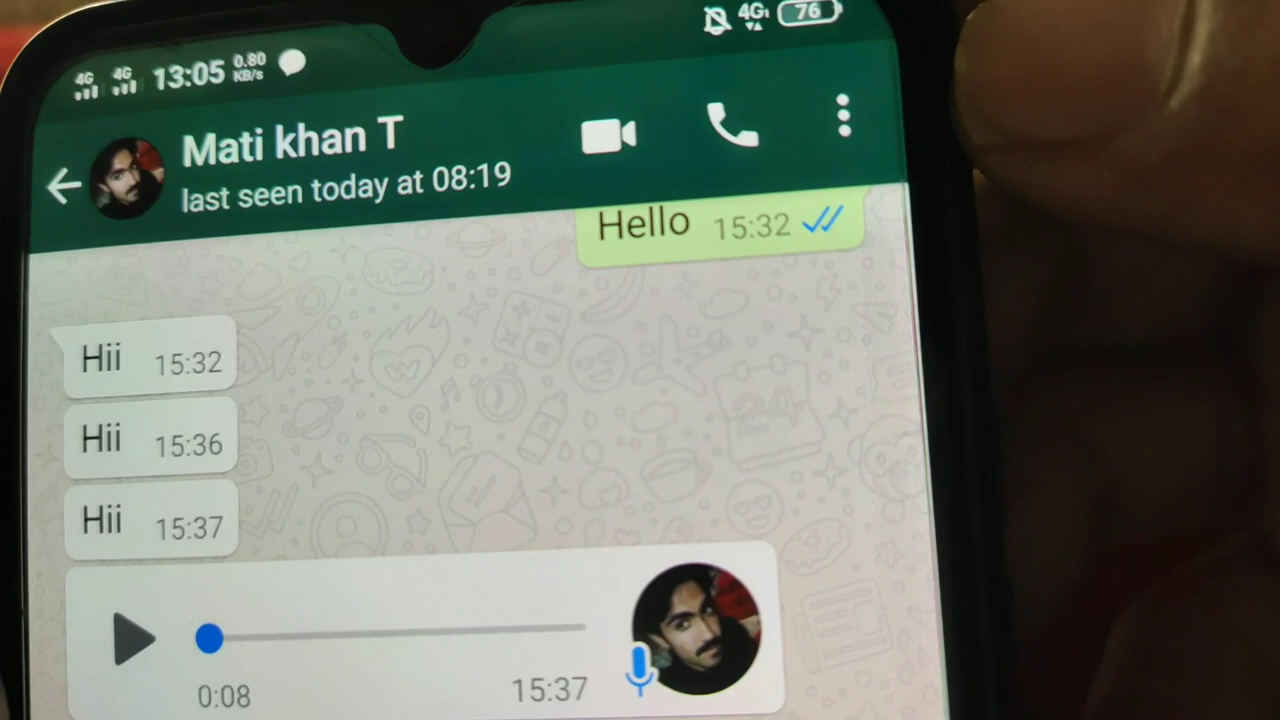 4G 4G 13:05 0.80 KB/s 4G 76
Mati khan T
last seen today at 08:19
Hello 15:32
Hii 15:32
Hii 15:36
Hii 15:37
0:08 15:37
24